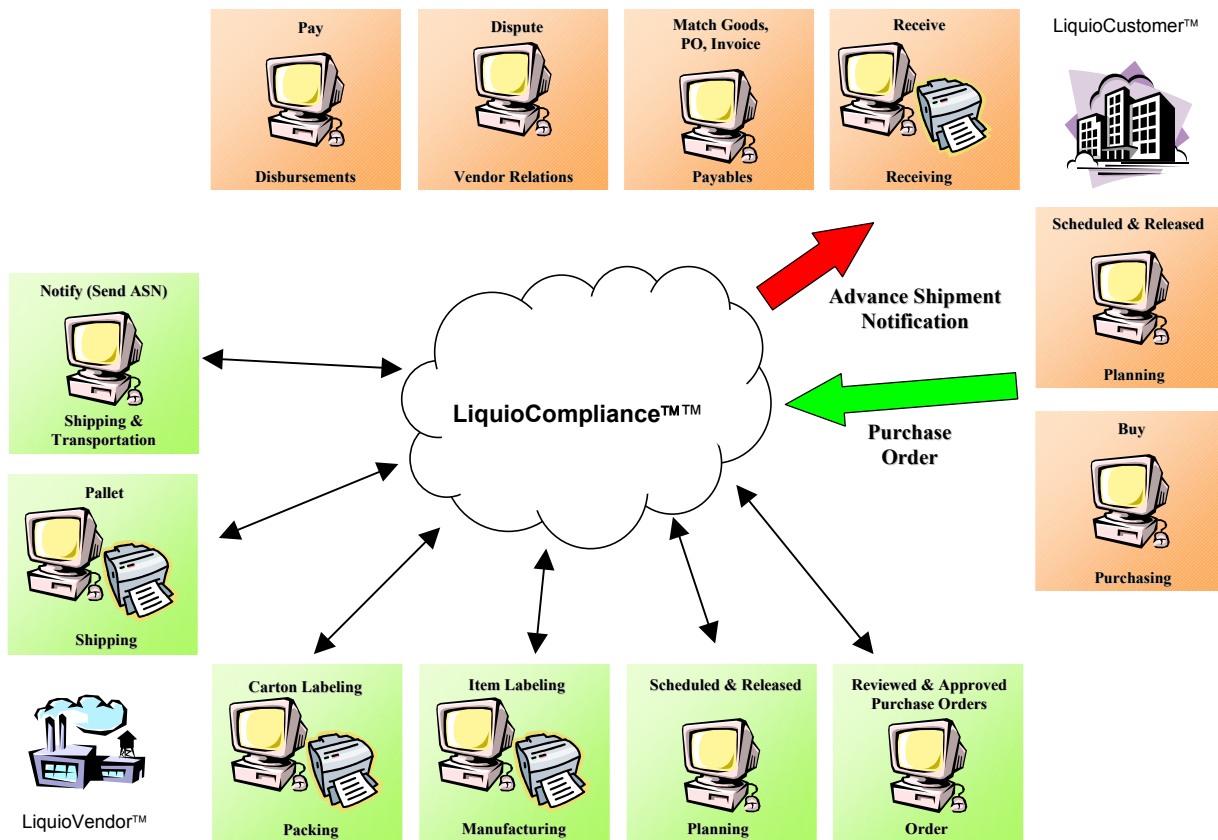 Pay
Disbursements
Dispute
Vendor Relations
Match Goods,
PO, Invoice
Payables
Receive
Receiving
LiquioCustomer™
Scheduled & Released
Planning
Buy
Purchasing
Advance Shipment
Notification
Purchase
Order
LiquioCompliance™™
Notify (Send ASN)
Shipping &
Transportation
Pallet
Shipping
LiquioVendor™
Carton Labeling
Packing
Item Labeling
Manufacturing
Scheduled & Released
Planning
Reviewed & Approved
Purchase Orders
Order